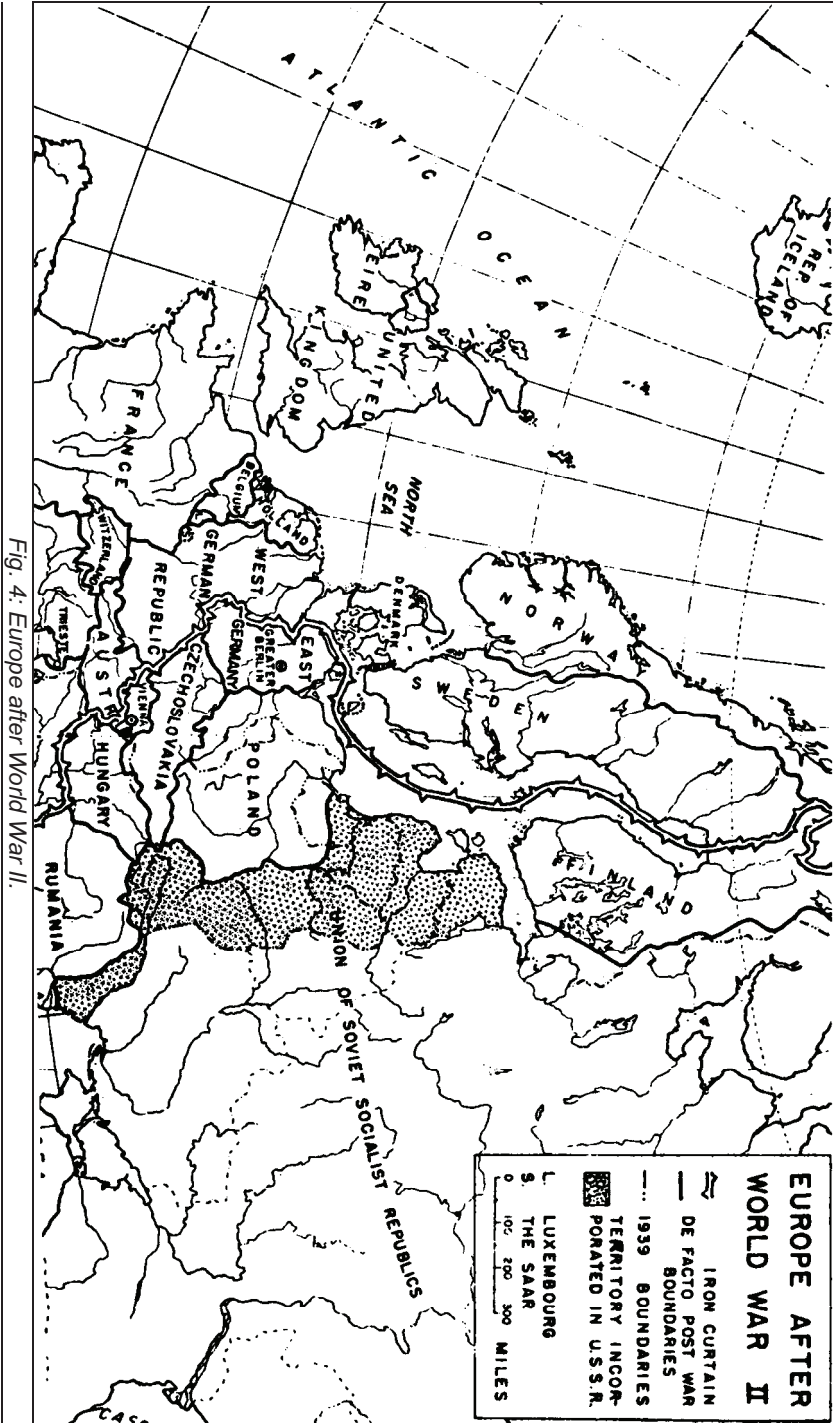 EUROPE AFTER
WORLD WAR II
IRON CURTAIN
DE FACTO POST WAR
BOUNDARIES
1939 BOUNDARIES
TERRITORY INCOR-
PORATED IN U.S.S.R.
L. LUXEMBOURG
S. THE SAAR
0 100 200 300 MILES
REP OF
ICELAND
ATLANTIC OCEAN
EIRE
UNITED
KINGDOM
NORTH
SEA
NORWA
SWEDEN
FINLAND
DENMARK
HOLLAND
BELGIUM
WEST
GERMAN
REPUBLIC
EAST
GERMANY
GREATER
BERLIN
POLAND
FRANCE
SWITZERLAND
TRIESTE
AUSTR
VIENNA
CZECHOSLOVAKIA
HUNGARY
RUMANIA
UNION OF SOVIET SOCIALIST REPUBLICS
CASP
Fig. 4: Europe after World War II.